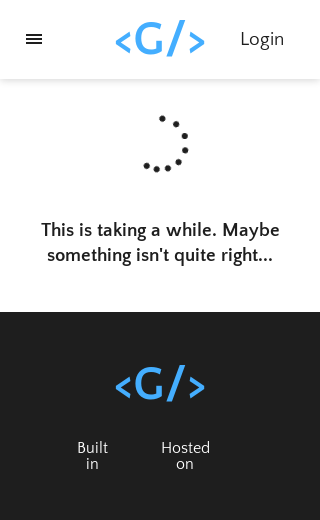 <G/>
Login
This is taking a while. Maybe
something isn't quite right...
<G/>
Built
in
Hosted
on